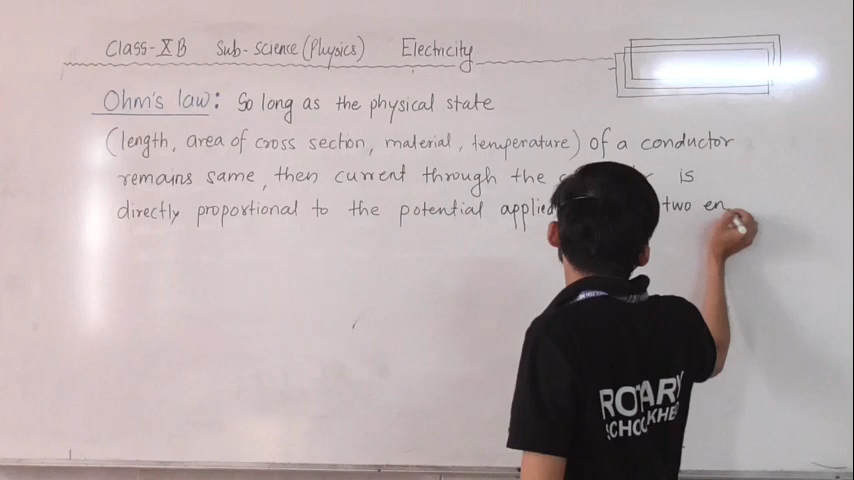 Class-X B Sub-science (Physics) Electricity
Ohm's law: So long as the physical state
(length, area of cross section, material, temperature) of a conductor
remains same, then current through the is
directly proportional to the potential applied two en
ROTARY
SCHOOL KHE